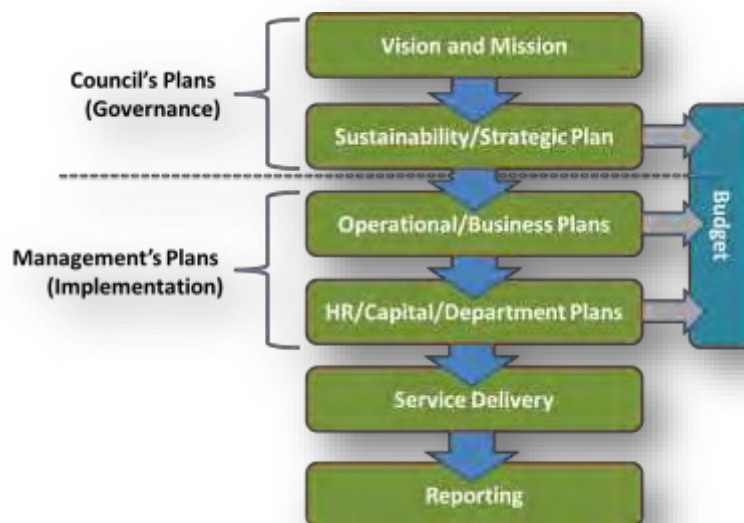 Vision and Mission
Council's Plans
(Governance)
Sustainability/Strategic Plan
Operational/Business Plans
Management's Plans
(Implementation)
HR/Capital/Department Plans
Budget
Service Delivery
Reporting